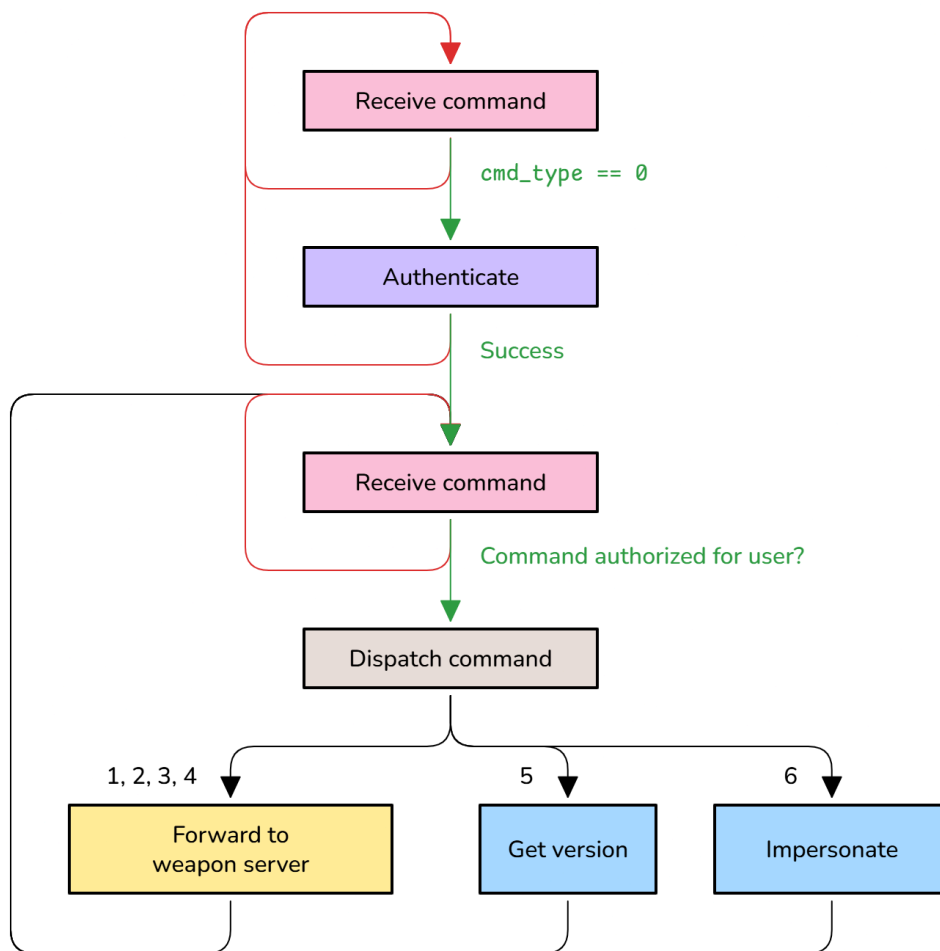 Receive command
cmd_type == 0
Authenticate
Success
Receive command
Command authorized for user?
Dispatch command
1, 2, 3, 4
5
6
Forward to
weapon server
Get version
Impersonate